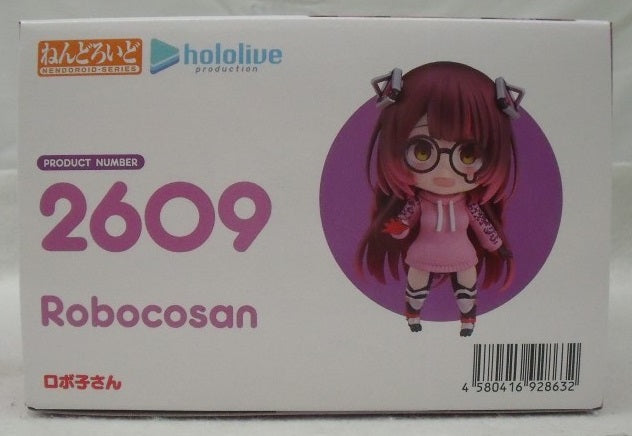 ねんどろいど
NENDOROID-SERIES
hololive
production
PRODUCT NUMBER
2609
Robocosan
ロボ子さん
4 580416 928632